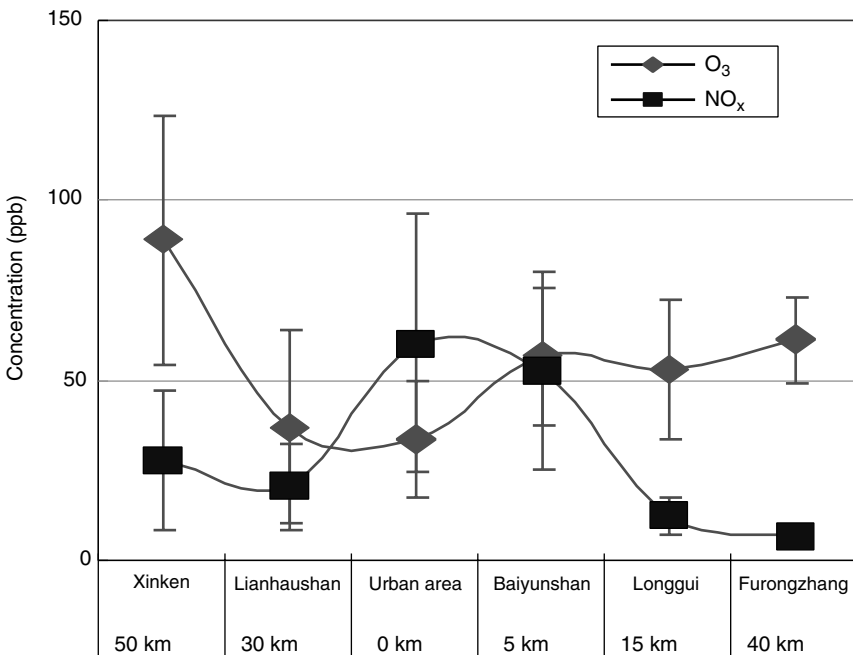 150
O₃
NOₓ
100
Concentration (ppb)
50
0
Xinken Lianhaushan Urban area Baiyunshan Longgui Furongzhang
50 km 30 km 0 km 5 km 15 km 40 km